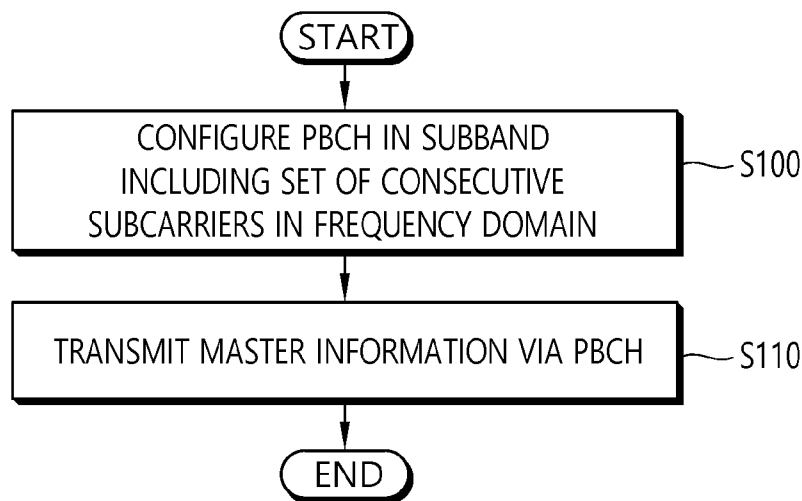 START
CONFIGURE PBCH IN SUBBAND
INCLUDING SET OF CONSECUTIVE
SUBCARRIERS IN FREQUENCY DOMAIN
S100
TRANSMIT MASTER INFORMATION VIA PBCH
S110
END